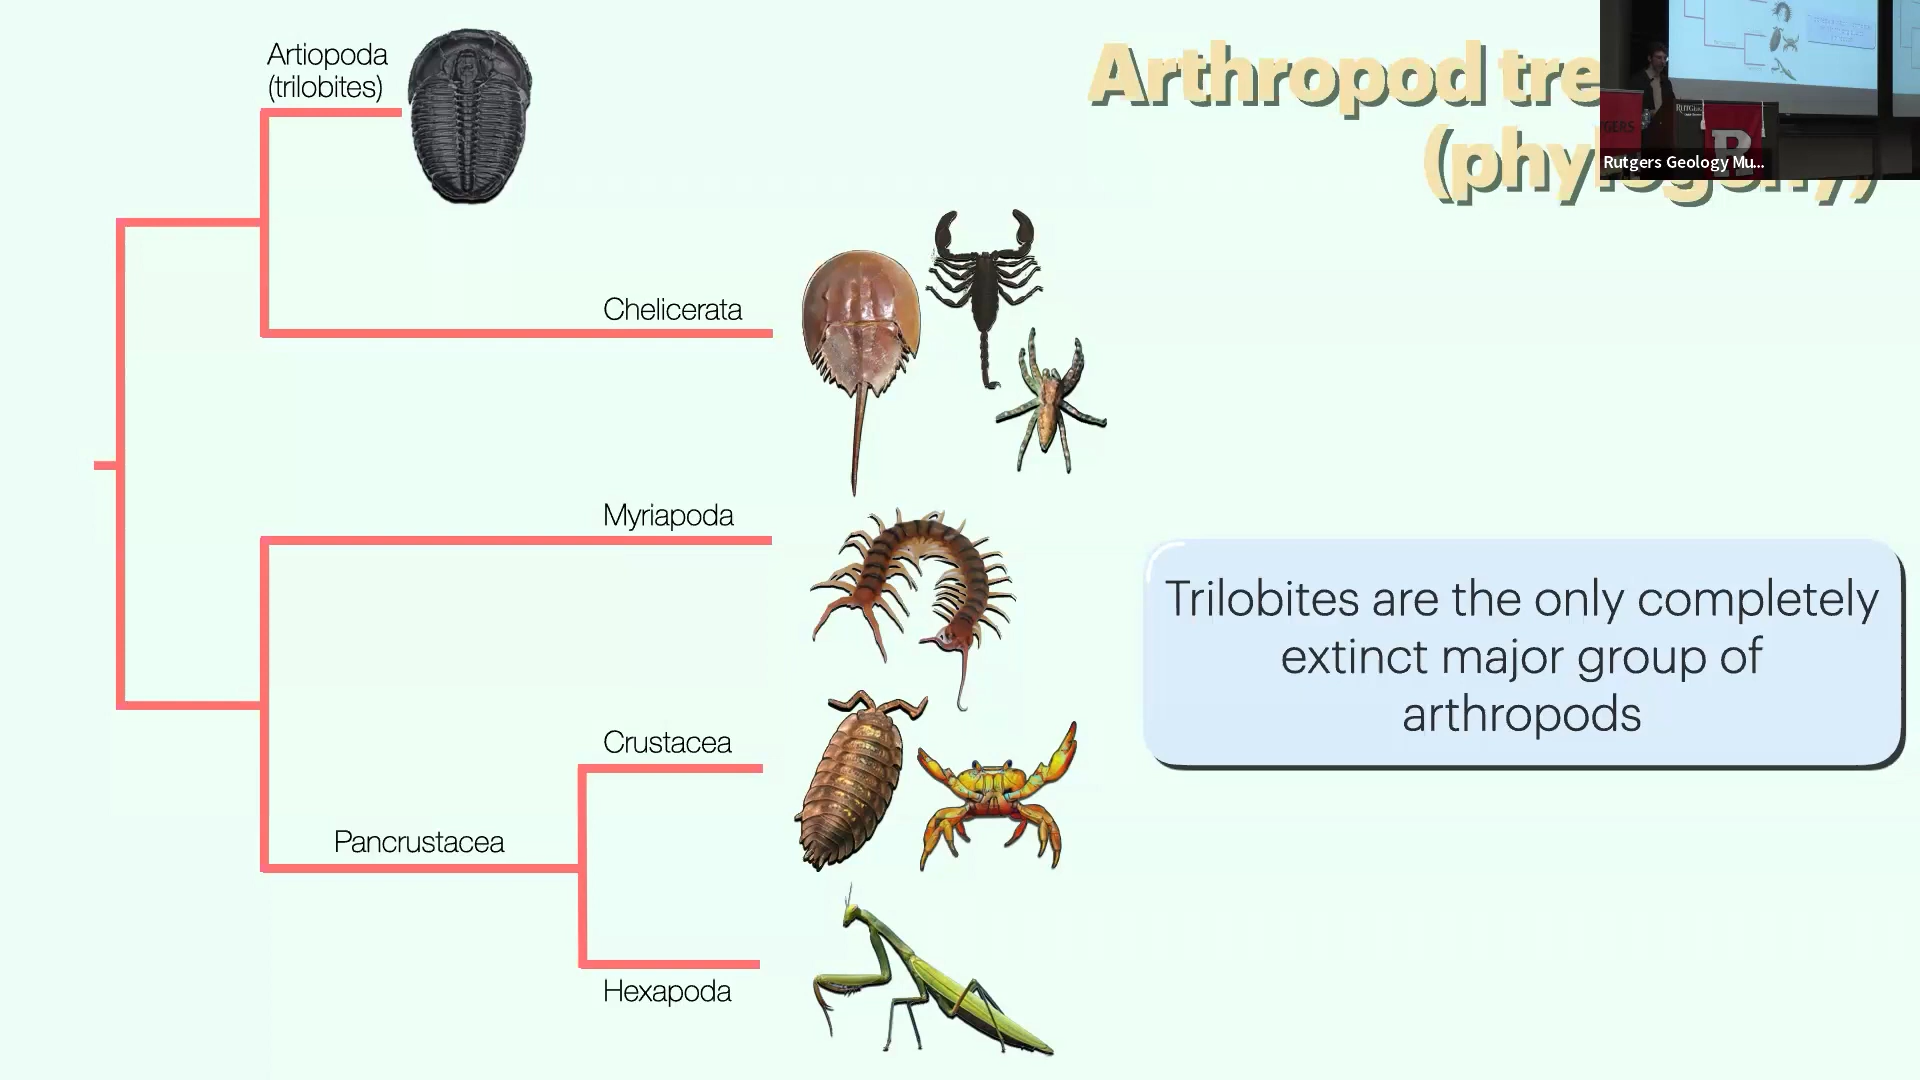 Artiopoda
(trilobites)
Arthropod
Chelicerata
Myriapoda
Crustacea
Pancrustacea
Hexapoda
Trilobites are the only completely
extinct major group of
arthropods
RUTGERS
R
Rutgers Geology Mu...